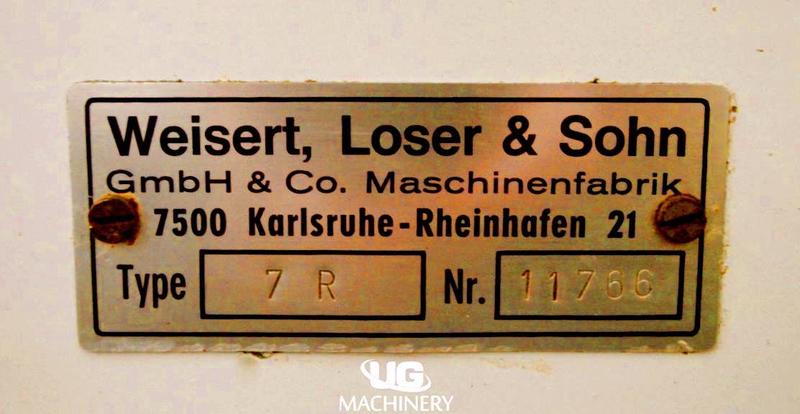 Weisert, Loser & Sohn
GmbH & Co. Maschinenfabrik
7500 Karlsruhe-Rheinhafen 21
Type 7 R Nr. 11766
UG
MACHINERY